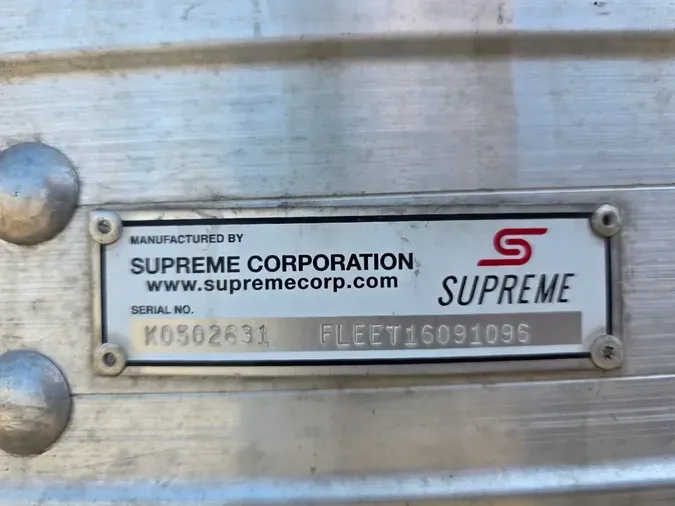 MANUFACTURED BY
SUPREME CORPORATION
www.supremecorp.com
SUPREME
SERIAL NO.
K0502631 FLEET16091096